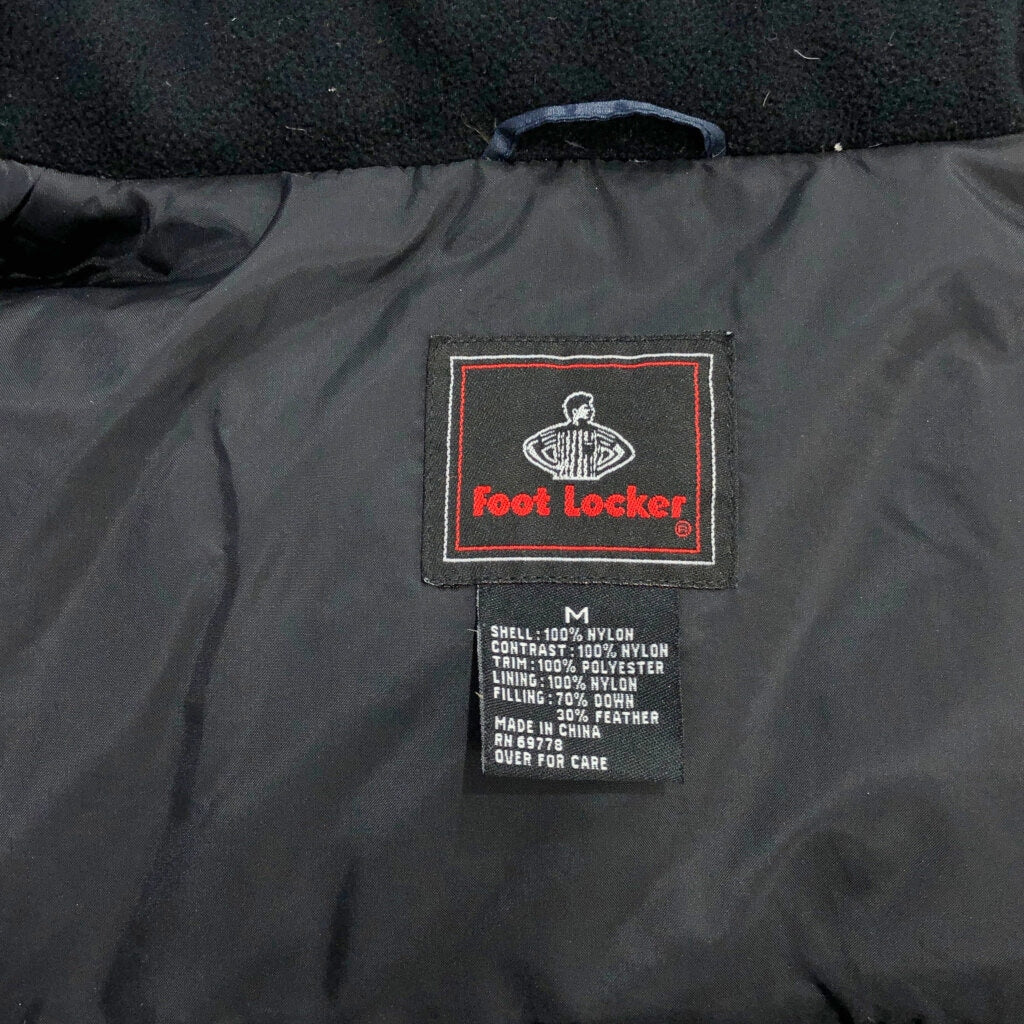 Foot Locker ®
M
SHELL: 100% NYLON
CONTRAST: 100% NYLON
TRIM: 100% POLYESTER
LINING: 100% NYLON
FILLING: 70% DOWN
30% FEATHER
MADE IN CHINA
RN 69778
OVER FOR CARE